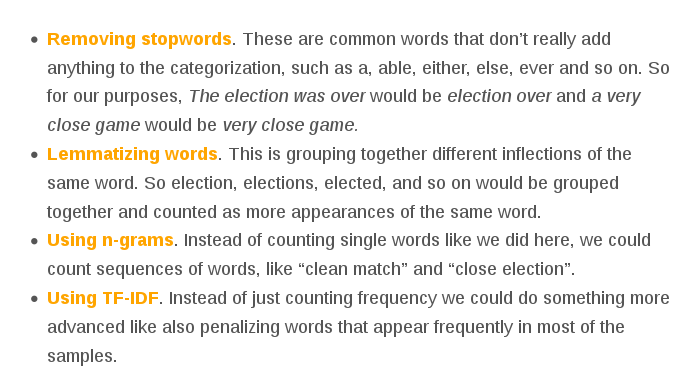 • Removing stopwords. These are common words that don’t really add
anything to the categorization, such as a, able, either, else, ever and so on. So
for our purposes, The election was over would be election over and a very
close game would be very close game.
• Lemmatizing words. This is grouping together different inflections of the
same word. So election, elections, elected, and so on would be grouped
together and counted as more appearances of the same word.
• Using n-grams. Instead of counting single words like we did here, we could
count sequences of words, like “clean match” and “close election”.
• Using TF-IDF. Instead of just counting frequency we could do something more
advanced like also penalizing words that appear frequently in most of the
samples.